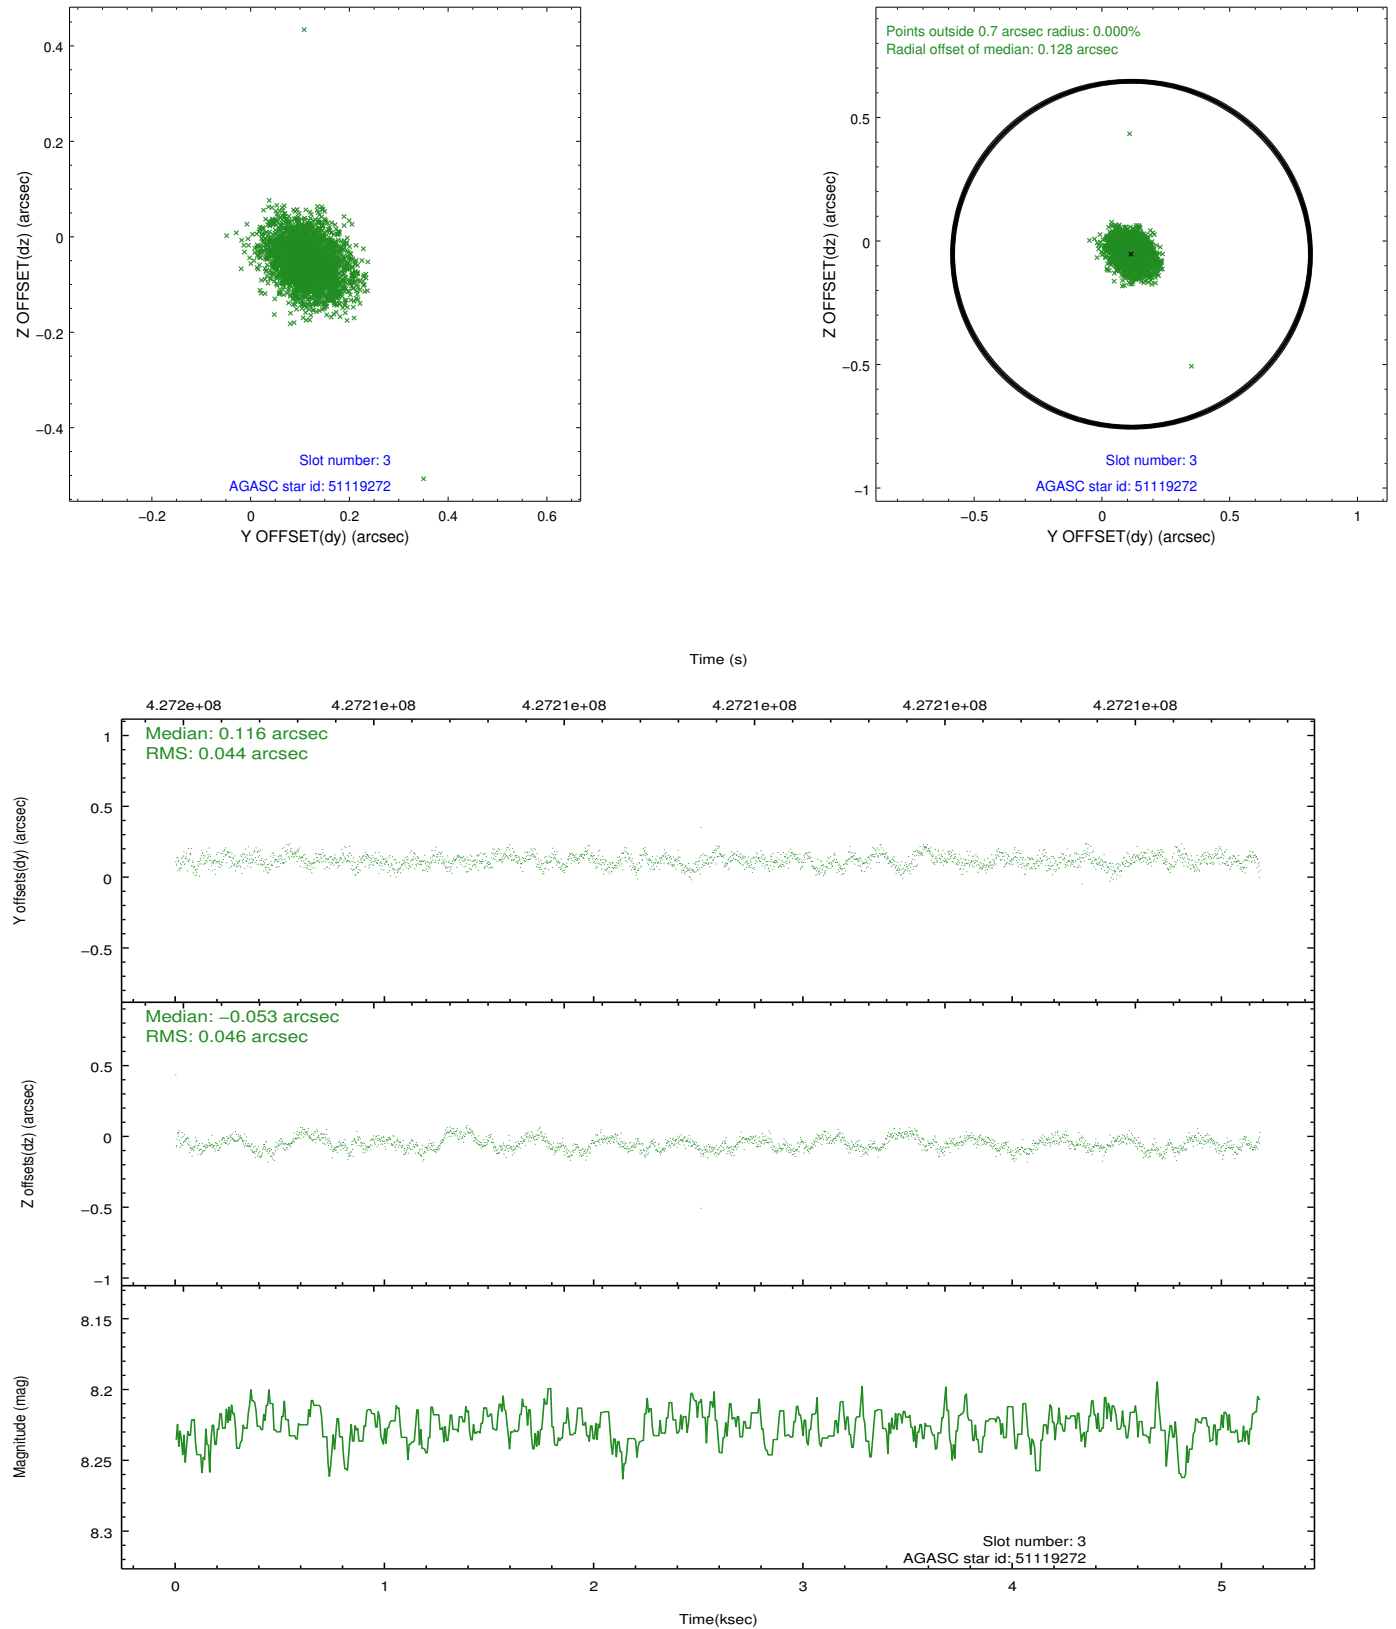 0.4
0.2
0
−0.2
−0.4
Z OFFSET(dz) (arcsec)
Slot number: 3
AGASC star id: 51119272
−0.2
0
0.2
0.4
0.6
Y OFFSET(dy) (arcsec)
Points outside 0.7 arcsec radius: 0.000%
Radial offset of median: 0.128 arcsec
0.5
0
−0.5
−1
Z OFFSET(dz) (arcsec)
Slot number: 3
AGASC star id: 51119272
−0.5
0
0.5
1
Y OFFSET(dy) (arcsec)
Time (s)
4.272e+08
4.2721e+08
4.2721e+08
4.2721e+08
4.2721e+08
4.2721e+08
Median: 0.116 arcsec
RMS: 0.044 arcsec
1
0.5
0
−0.5
Y offsets(dy) (arcsec)
Median: −0.053 arcsec
RMS: 0.046 arcsec
0.5
0
−0.5
−1
Z offsets(dz) (arcsec)
8.15
8.2
8.25
8.3
Magnitude (mag)
Slot number: 3
AGASC star id: 51119272
0
1
2
3
4
5
Time(ksec)